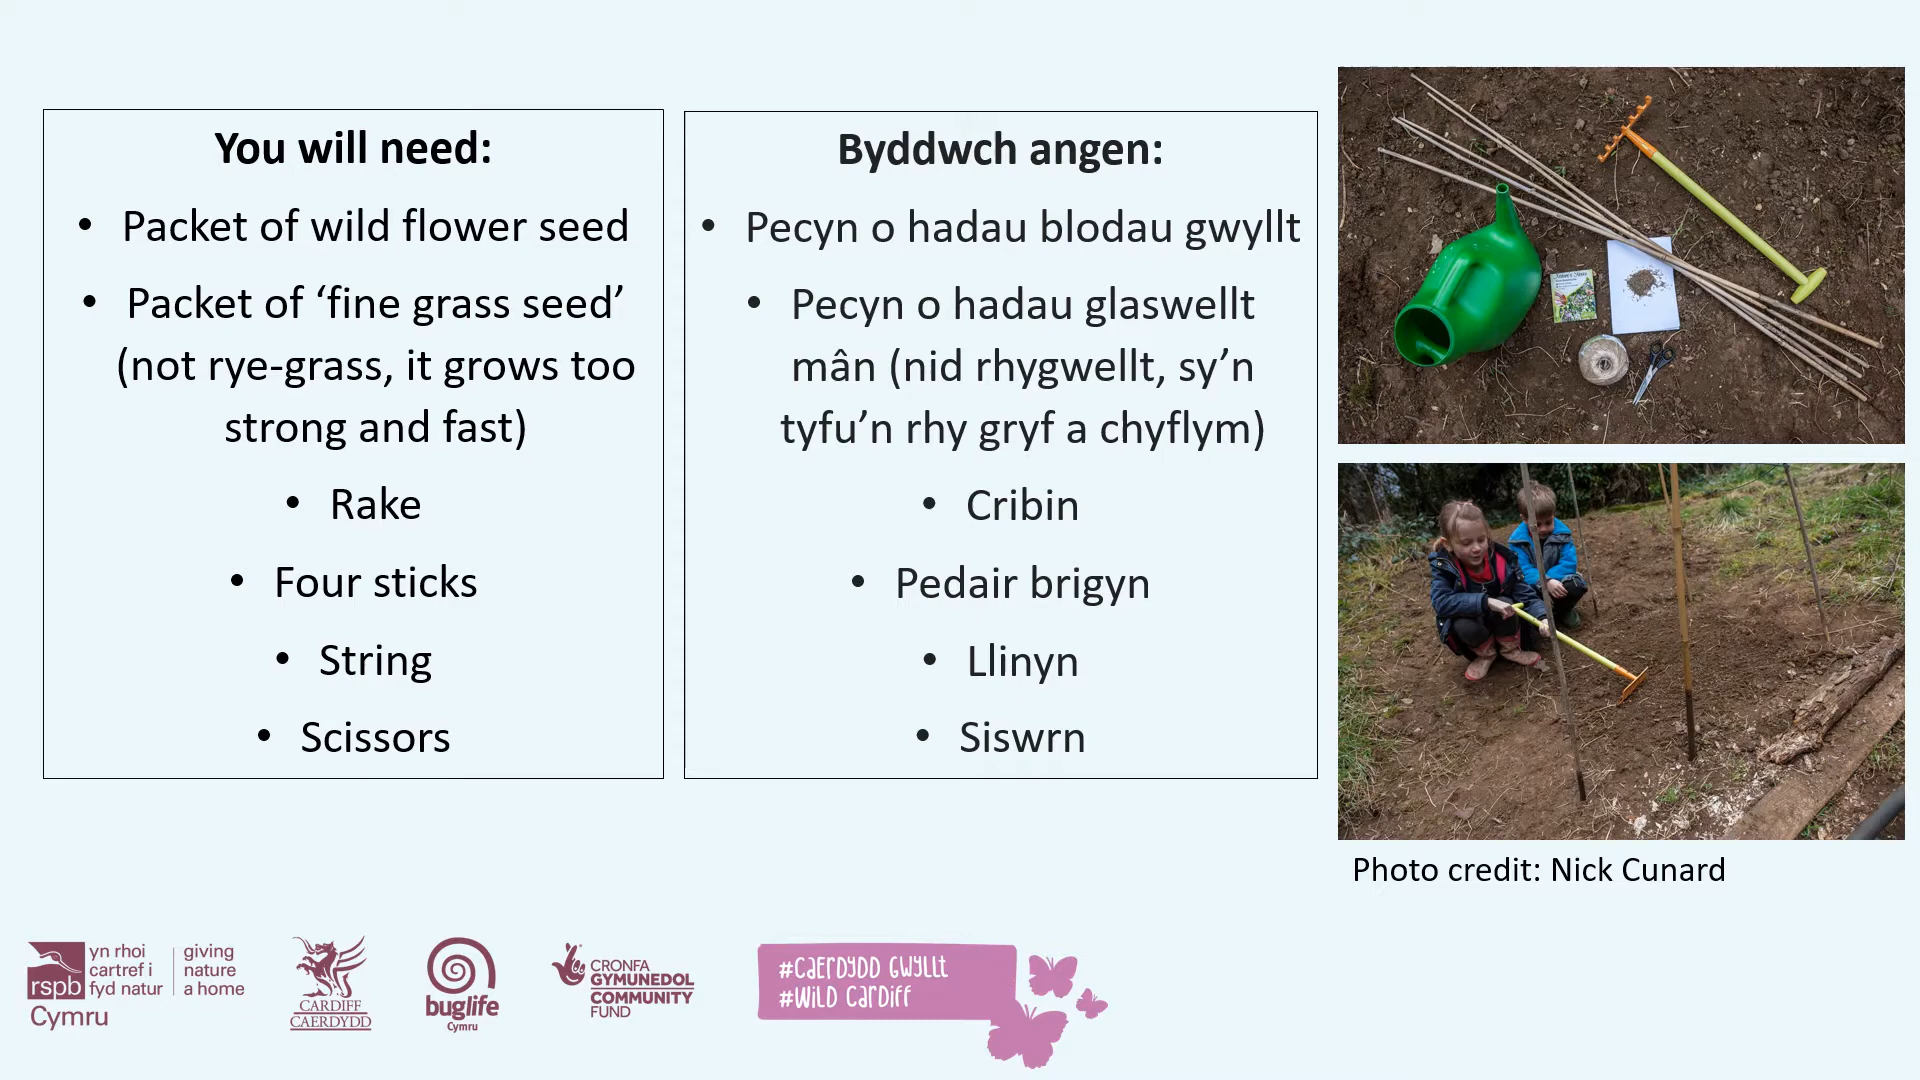 You will need:
• Packet of wild flower seed
• Packet of ‘fine grass seed’
(not rye-grass, it grows too
strong and fast)
• Rake
• Four sticks
• String
• Scissors
Byddwch angen:
• Pecyn o hadau blodau gwyllt
• Pecyn o hadau glaswellt
mân (nid rhygwellt, sy’n
tyfu’n rhy gryf a chyflym)
• Cribin
• Pedair brigyn
• Llinyn
• Siswrn
Photo credit: Nick Cunard
rspb
Cymru
yn rhoi
cartref i
fyd natur
giving
nature
a home
CARDIFF
CAERDYDD
buglife
Cymru
CRONFA
GYMUNEDOL
COMMUNITY
FUND
#CAERDYDD GWYLLT
#WILD CARDIFF